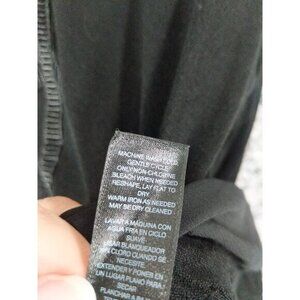 MACHINE WASH COLD
GENTLE CYCLE
ONLY NON-CHLORINE
BLEACH WHEN NEEDED
RESHAPE, LAY FLAT TO
DRY
WARM IRON AS NEEDED
MAY BE DRY CLEANED
LAVAR A MAQUINA CON
AGUA FRIA EN CICLO
SUAVE
USAR BLANQUEADOR
SIN CLORO CUANDO SE
NECESITE
EXTENDER Y PONER EN
UN LUGAR PLANO PARA
SECAR
PLANCHAR A